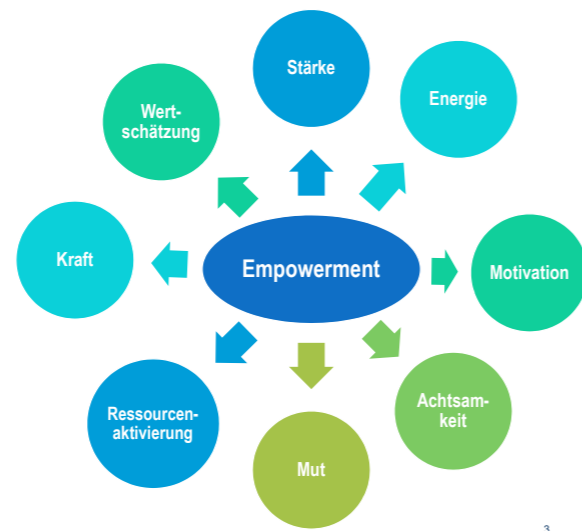 Stärke
Energie
Wert-
schätzung
Kraft
Empowerment
Motivation
Ressourcen-
aktivierung
Achtsam-
keit
Mut
3